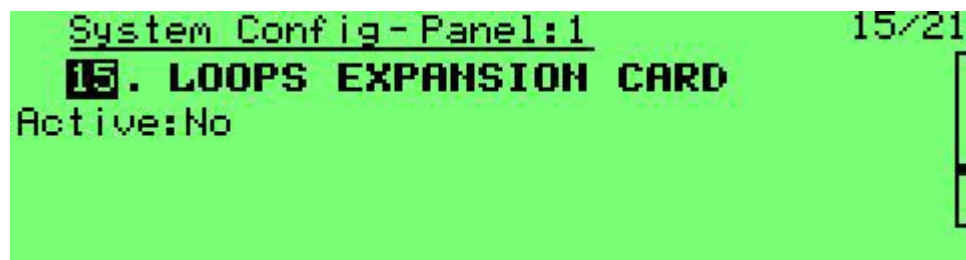 System Config-Panel:1 15/21
15. LOOPS EXPANSION CARD
Active:No